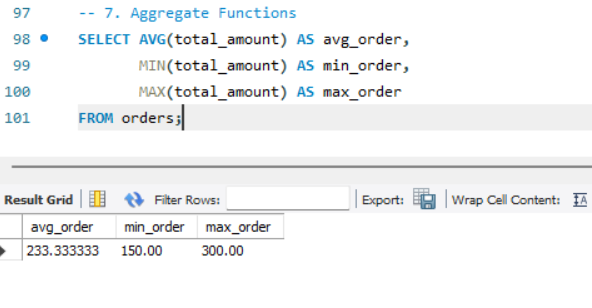 97 -- 7. Aggregate Functions
98 SELECT AVG(total_amount) AS avg_order,
99 MIN(total_amount) AS min_order,
100 MAX(total_amount) AS max_order
101 FROM orders;
Result Grid Filter Rows: Export: Wrap Cell Content: IA
avg_order min_order max_order
233.333333 150.00 300.00